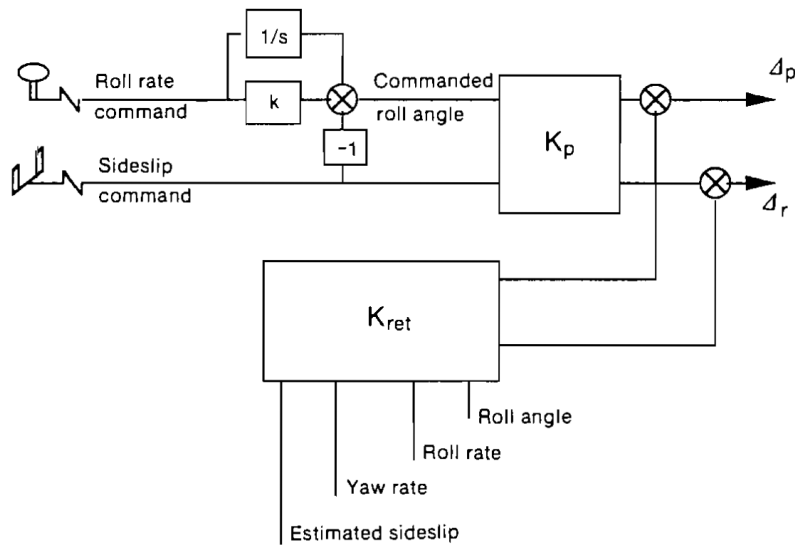 1/s
Roll rate
command
k
Commanded
roll angle
Δp
-1
Kp
Sideslip
command
Δr
Kret
Roll angle
Roll rate
Yaw rate
Estimated sideslip